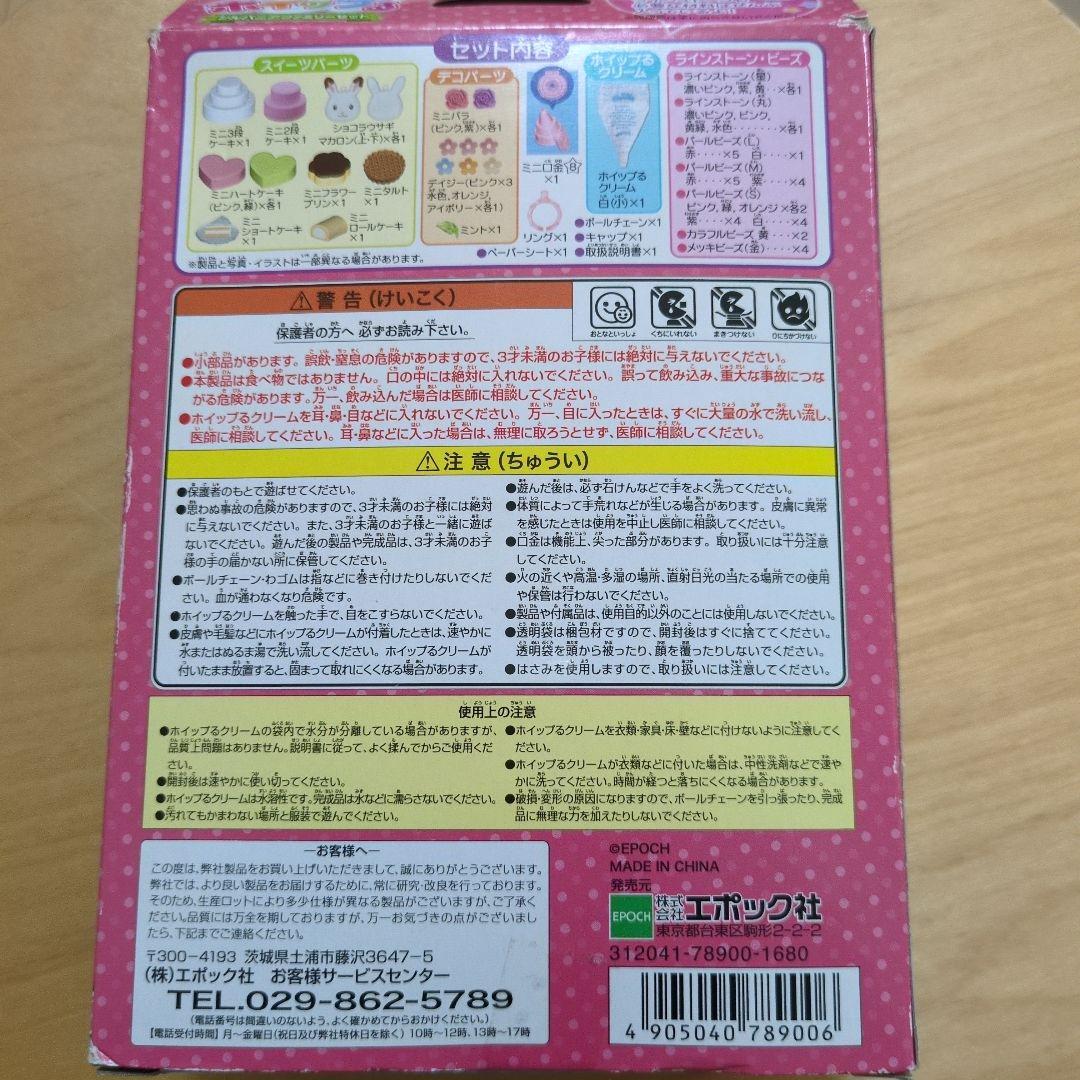 セット内容
スイーツパーツ
ミニ3段
ケーキ×1
ミニ2段
ケーキ×1
ショコラウサギ
マカロン(上・下)×各1
ミニハートケーキ
(ピンク,緑)×各1
ミニフラワー
プリン×1
ミニタルト
×1
ミニ
ショートケーキ
×1
ミニ
ロールケーキ
×1
※製品と写真・イラストは一部異なる場合があります。
デコパーツ
ミニバラ
(ピンク,紫)×各1
デイジー(ピンク×3
水色,オレンジ,
アイボリー×各1)
ミント×1
ミニ口金
×1
リング×1
●ペーパーシート×1
ホイップる
クリーム
ホイップる
クリーム
白(小)×1
●ボールチェーン×1
●キャップ×1
●取扱説明書×1
ラインストーン・ビーズ
●ラインストーン(星)
濃いピンク,紫,黄‥×各1
●ラインストーン(丸)
濃いピンク,ピンク,
黄緑,水色‥‥‥‥×各1
●パールビーズ(L)
赤‥‥×5 白‥‥×1
●パールビーズ(M)
赤‥‥×5 紫‥‥×4
●パールビーズ(S)
ピンク,緑,オレンジ×各2
紫‥‥×4 白‥‥×4
●カラフルビーズ 黄‥‥×2
●メッキビーズ(金)‥‥×4
⚠警告(けいこく)
保護者の方へ 必ずお読み下さい。
おとなといっしょ
くちにいれない
まきつけない
ひにちかづけない
●小部品があります。誤飲・窒息の危険がありますので、3才未満のお子様には絶対に与えないでください。
●本製品は食べ物ではありません。口の中には絶対に入れないでください。誤って飲み込み、重大な事故につな
がる危険があります。万一、飲み込んだ場合は医師に相談してください。
●ホイップるクリームを耳・鼻・目などに入れないでください。万一、目に入ったときは、すぐに大量の水で洗い流し、
医師に相談してください。耳・鼻などに入った場合は、無理に取ろうとせず、医師に相談してください。
⚠注意(ちゅうい)
●保護者のもとで遊ばせてください。
●思わぬ事故の危険がありますので、3才未満のお子様には絶対
に与えないでください。また、3才未満のお子様と一緒に遊ば
ないでください。遊んだ後の製品や完成品は、3才未満のお子
様の手の届かない所に保管してください。
●ボールチェーン・わゴムは指などに巻き付けたりしないでくだ
さい。血が通わなくなり危険です。
●ホイップるクリームを触った手で、目をこすらないでください。
●皮膚や毛髪などにホイップるクリームが付着したときは、速やかに
水またはぬるま湯で洗い流してください。ホイップるクリームが
付いたまま放置すると、固まって取れにくくなる場合があります。
●遊んだ後は、必ず石けんなどで手をよく洗ってください。
●体質によって手荒れなどが生じる場合があります。皮膚に異常
を感じたときは使用を中止し医師に相談してください。
●口金は機能上、尖った部分があります。取り扱いには十分注意
してください。
●火の近くや高温・多湿の場所、直射日光の当たる場所での使用
や保管は行わないでください。
●製品や付属品は、使用目的以外のことには使用しないでください。
●透明袋は梱包材ですので、開封後はすぐに捨ててください。
透明袋を頭から被ったり、顔を覆ったりしないでください。
●はさみを使用しますので、取り扱いには注意してください。
使用上の注意
●ホイップるクリームの袋内で水分が分離している場合がありますが、
品質上問題はありません。説明書に従って、よく揉んでからご使用くだ
さい。
●開封後は速やかに使い切ってください。
●ホイップるクリームは水溶性です。完成品は水などに濡らさないでください。
●汚れてもかまわない場所と服装で遊んでください。
●ホイップるクリームを衣類・家具・床・壁などに付けないように注意してく
ださい。
●ホイップるクリームが衣類などに付いた場合は、中性洗剤などで速や
かに洗ってください。時間が経つと落ちにくくなる場合があります。
●破損・変形の原因になりますので、ボールチェーンを引っ張ったり、完成
品に無理な力を加えたりしないでください。
―お客様へ―
この度は、弊社製品をお買い上げいただきまして、誠にありがとうございます。
弊社では、より良い製品をお届けするために、常に研究・改良を行っております。
そのため、生産ロットにより多少仕様が異なる製品がございますが、ご了承く
ださい。品質には万全を期しておりますが、万一お気づきの点がございまし
たら、下記までご連絡ください。
〒300-4193 茨城県土浦市藤沢3647-5
(株)エポック社 お客様サービスセンター
TEL.029-862-5789
(電話番号は間違いのないよう、よく確かめてからおかけください。)
【電話受付時間】月~金曜日(祝日及び弊社特休日を除く)10時~12時、13時~17時
©EPOCH
MADE IN CHINA
発売元
EPOCH
株式会社エポック社
東京都台東区駒形2-2-2
312041-78900-1680
4 905040 789006